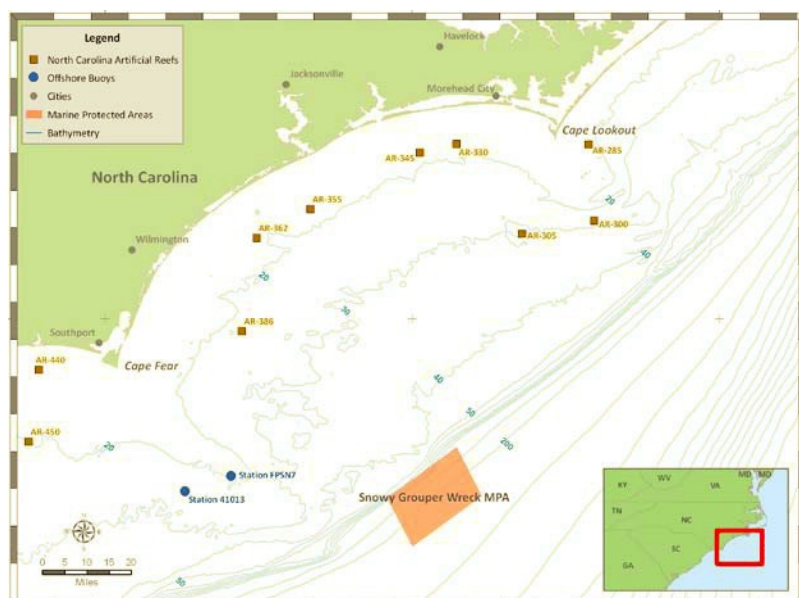 Legend
North Carolina Artificial Reefs
Offshore Buoys
Cities
Marine Protected Areas
Bathymetry
Havelock
Jacksonville
Morehead City
Cape Lookout
AR-345
AR-330
AR-285
North Carolina
AR-355
20
AR-362
AR-305
AR-300
Wilmington
40
20
30
AR-386
Southport
Cape Fear
AR-440
40
50
AR-450
20
200
Station FPSN7
Snowy Grouper Wreck MPA
Station 41013
50
0 5 10 15 20
Miles
KY
WV
VA
MD
MD
TN
NC
SC
GA